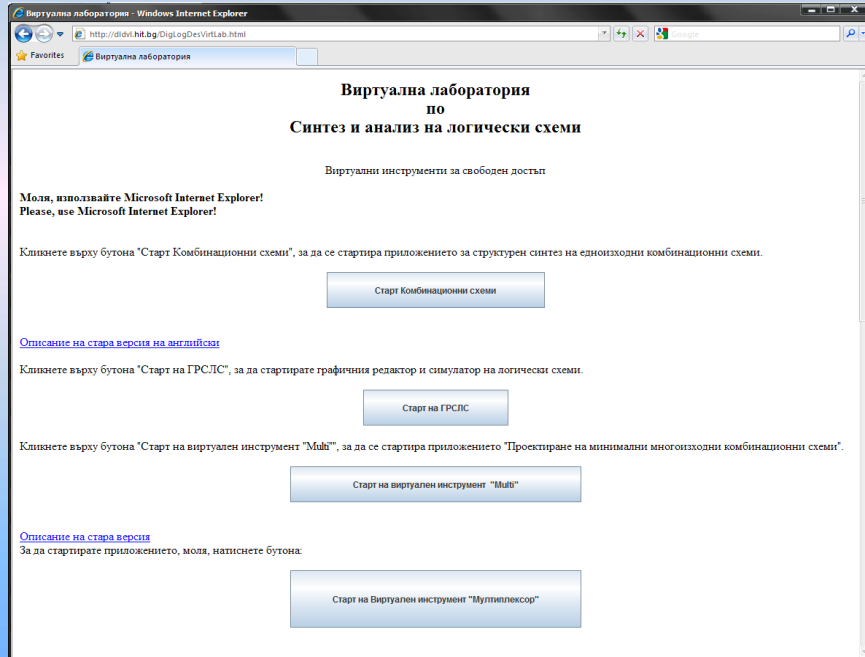 Виртуална лаборатория - Windows Internet Explorer
http://dldvl.hit.bg/DigLogDesVirtLab.html
Google
Favorites
Виртуална лаборатория
Виртуална лаборатория
по
Синтез и анализ на логически схеми
Виртуални инструменти за свободен достъп
Моля, използвайте Microsoft Internet Explorer!
Please, use Microsoft Internet Explorer!
Кликнете върху бутона "Старт Комбинационни схеми", за да се стартира приложението за структурен синтез на едноизходни комбинационни схеми.
Старт Комбинационни схеми
Описание на стара версия на английски
Кликнете върху бутона "Старт на ГРСЛС", за да стартирате графичния редактор и симулатор на логически схеми.
Старт на ГРСЛС
Кликнете върху бутона "Старт на виртуален инструмент "Multi"", за да се стартира приложението "Проектиране на минимални многоизходни комбинационни схеми".
Старт на виртуален инструмент "Multi"
Описание на стара версия
За да стартирате приложението, моля, натиснете бутона:
Старт на Виртуален инструмент "Мултиплексор"